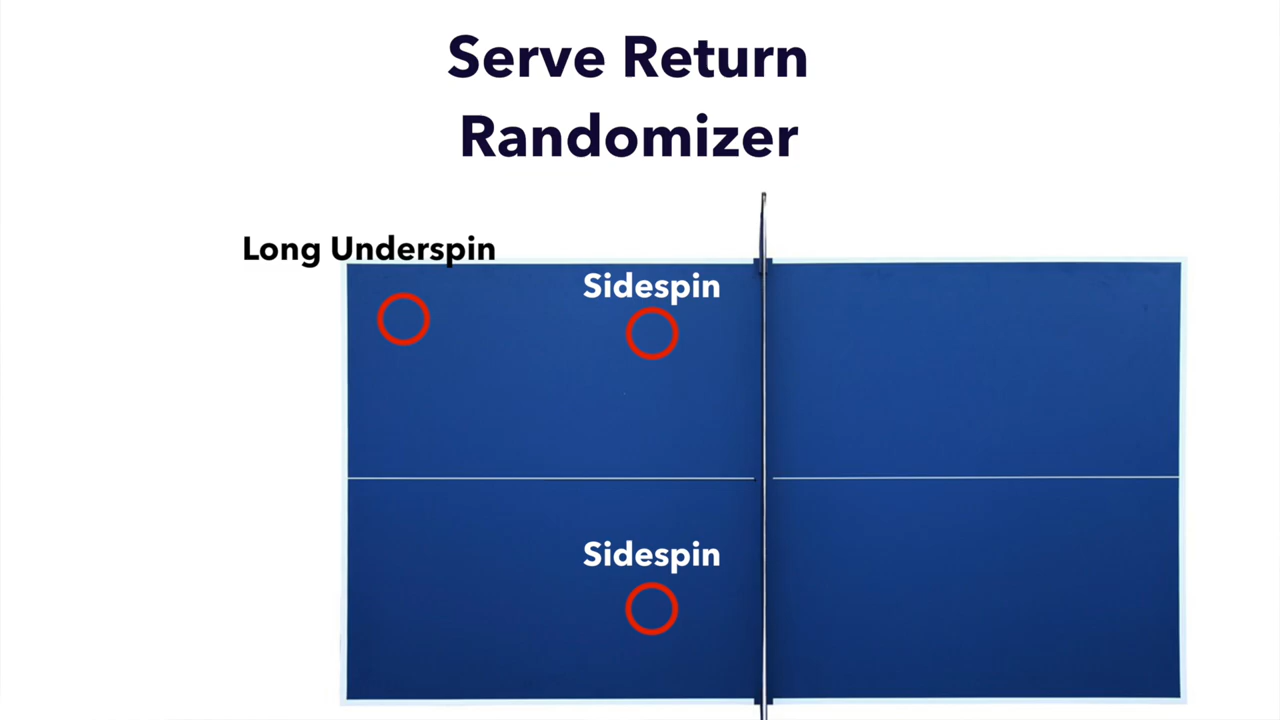 Serve Return
Randomizer
Long Underspin
Sidespin
Sidespin